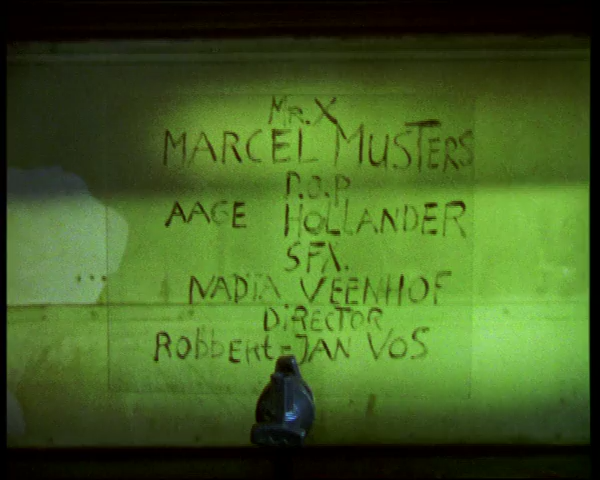 Mr. X
MARCEL MUSTERS
D.O.P
AAGE HOLLANDER
SFX.
NADIA VEENHOF
DIRECTOR
RObbERt-JAN VOS